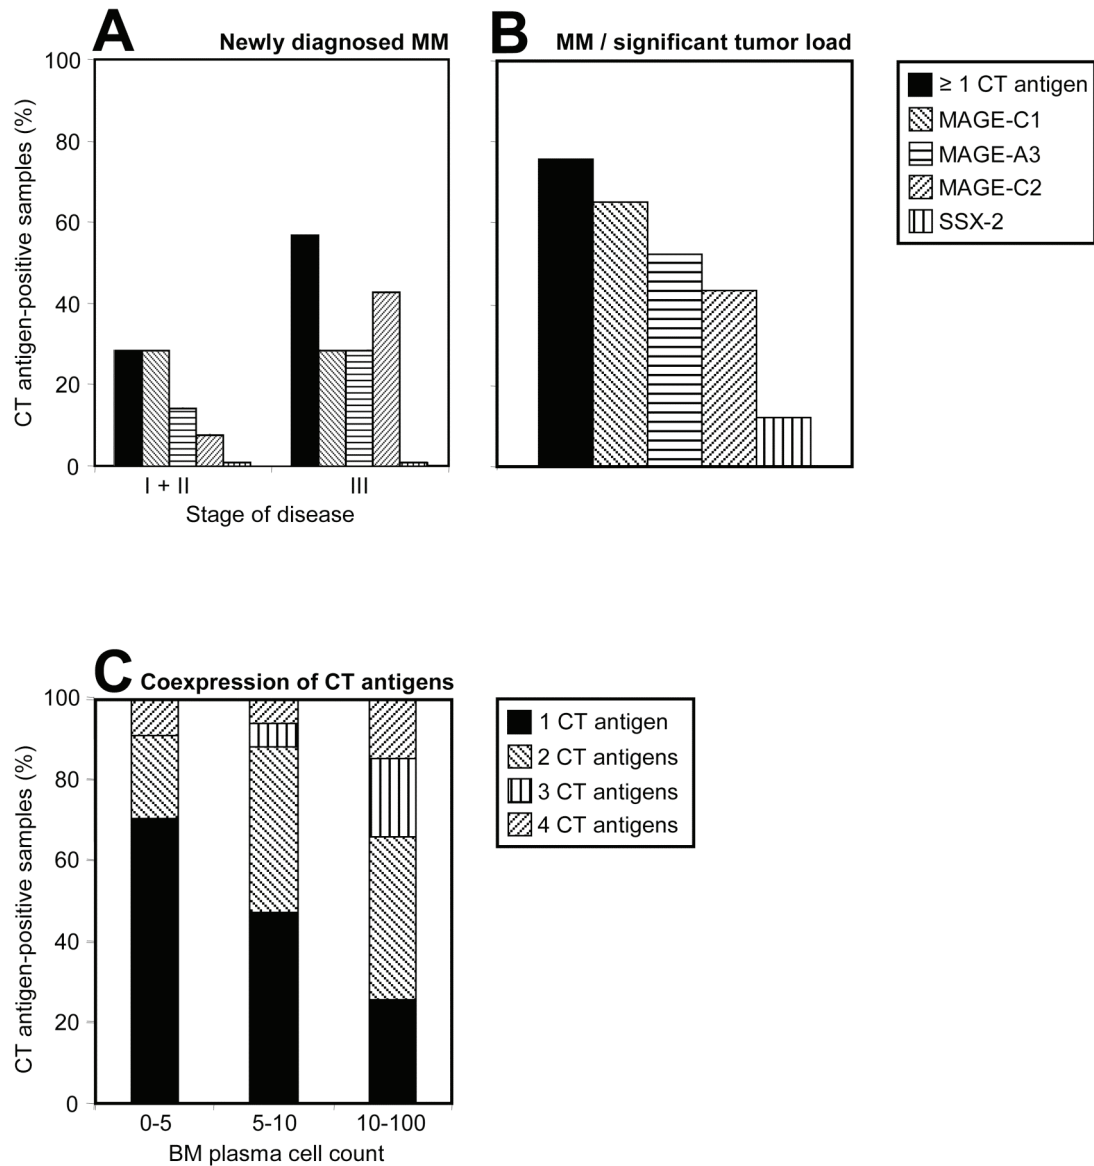 A Newly diagnosed MM
B MM / significant tumor load
CT antigen-positive samples (%)
100
80
60
40
20
0
I + II
III
Stage of disease
≥ 1 CT antigen
MAGE-C1
MAGE-A3
MAGE-C2
SSX-2
C Coexpression of CT antigens
CT antigen-positive samples (%)
100
80
60
40
20
0
0-5
5-10
10-100
BM plasma cell count
1 CT antigen
2 CT antigens
3 CT antigens
4 CT antigens